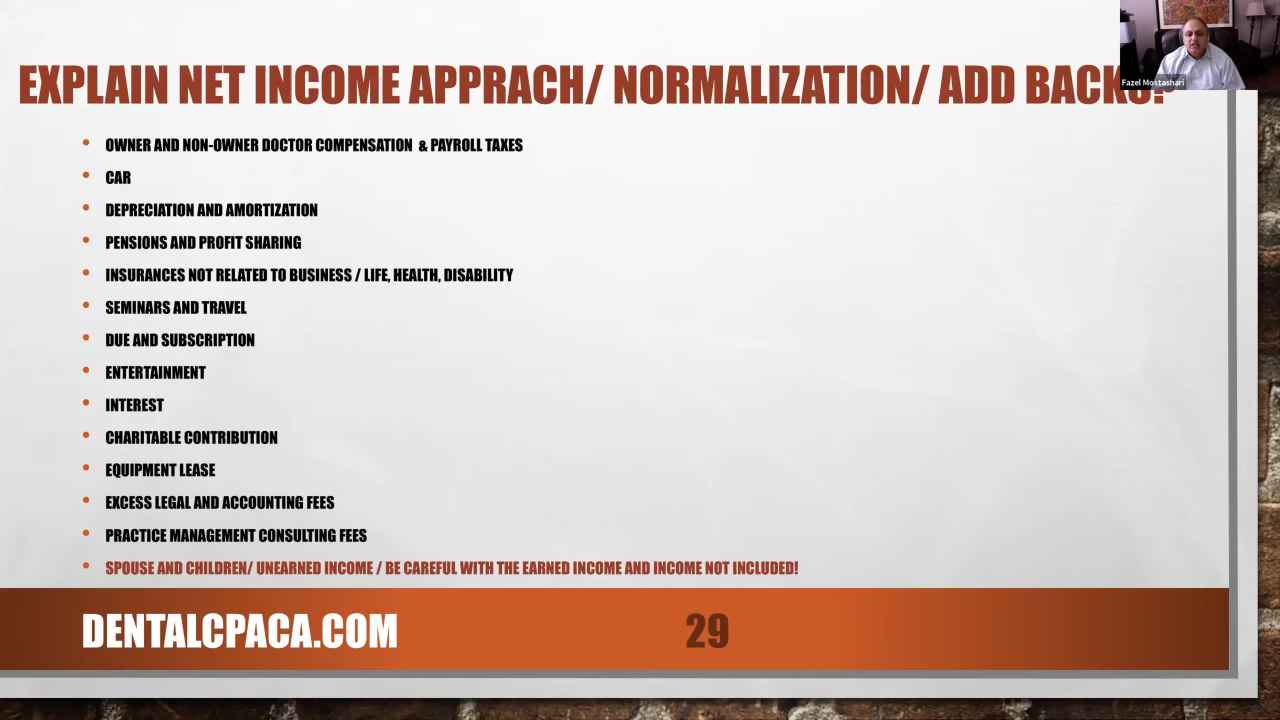 EXPLAIN NET INCOME APPRACH/ NORMALIZATION/ ADD BACKS?
Fazel Mostashari
• OWNER AND NON-OWNER DOCTOR COMPENSATION & PAYROLL TAXES
• CAR
• DEPRECIATION AND AMORTIZATION
• PENSIONS AND PROFIT SHARING
• INSURANCES NOT RELATED TO BUSINESS / LIFE, HEALTH, DISABILITY
• SEMINARS AND TRAVEL
• DUE AND SUBSCRIPTION
• ENTERTAINMENT
• INTEREST
• CHARITABLE CONTRIBUTION
• EQUIPMENT LEASE
• EXCESS LEGAL AND ACCOUNTING FEES
• PRACTICE MANAGEMENT CONSULTING FEES
• SPOUSE AND CHILDREN/ UNEARNED INCOME / BE CAREFUL WITH THE EARNED INCOME AND INCOME NOT INCLUDED!
DENTALCPACA.COM
29